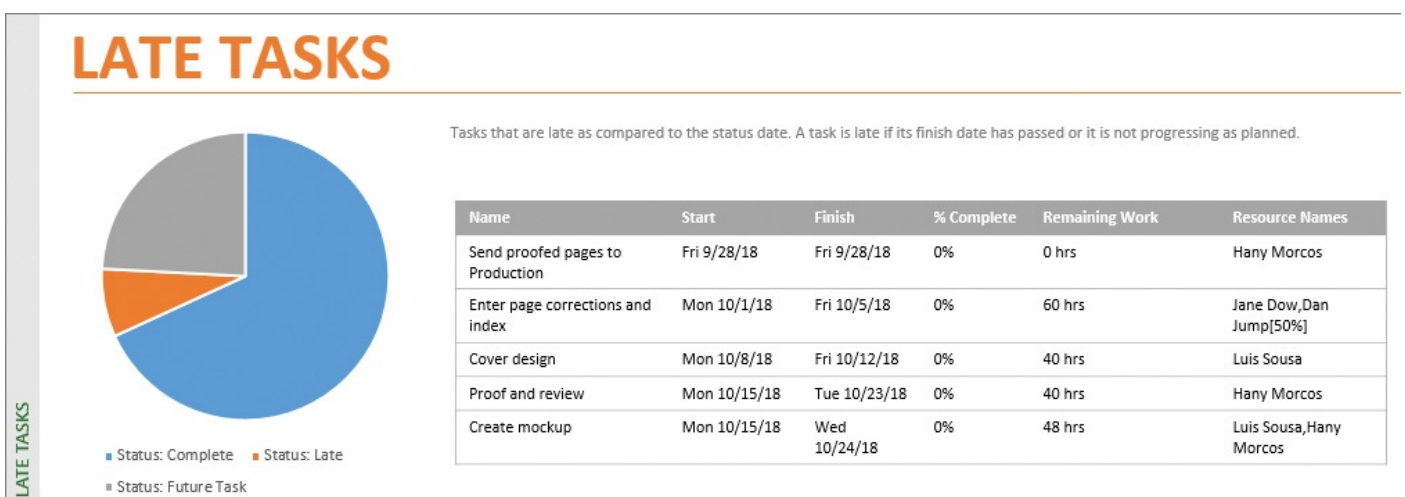 LATE TASKS
Tasks that are late as compared to the status date. A task is late if its finish date has passed or it is not progressing as planned.
Name Start Finish % Complete Remaining Work Resource Names
Send proofed pages to Fri 9/28/18 Fri 9/28/18 0% 0 hrs Hany Morcos
Production
Enter page corrections and Mon 10/1/18 Fri 10/5/18 0% 60 hrs Jane Dow,Dan
index Jump[50%]
Cover design Mon 10/8/18 Fri 10/12/18 0% 40 hrs Luis Sousa
Proof and review Mon 10/15/18 Tue 10/23/18 0% 40 hrs Hany Morcos
Create mockup Mon 10/15/18 Wed 0% 48 hrs Luis Sousa,Hany
10/24/18 Morcos
Status: Complete Status: Late
Status: Future Task
LATE TASKS